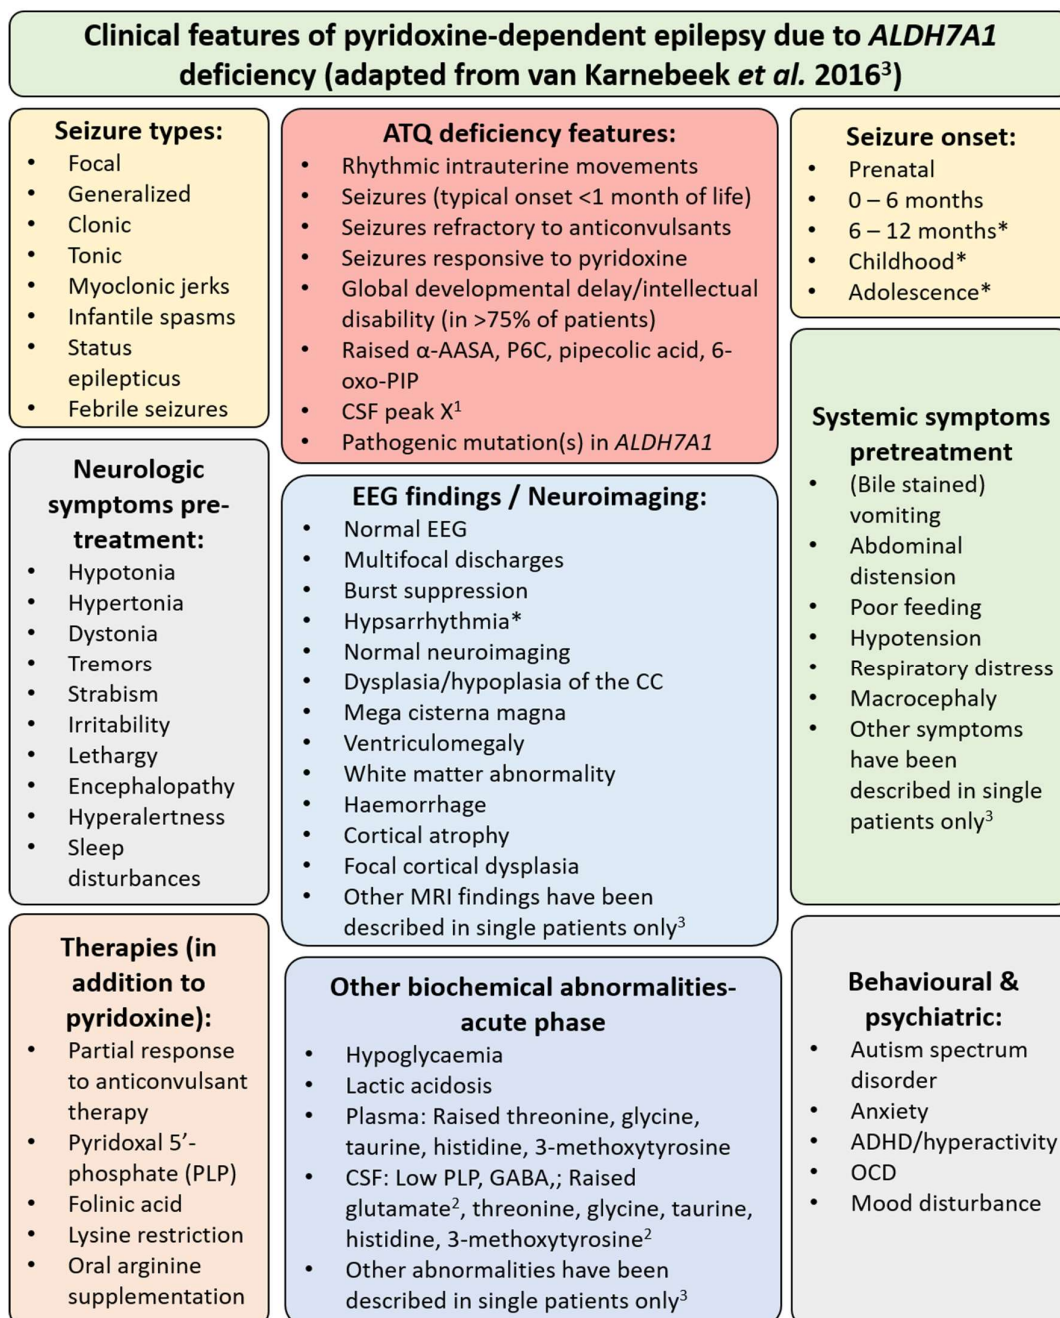 Clinical features of pyridoxine-dependent epilepsy due to ALDH7A1
deficiency (adapted from van Karnebeek et al. 2016³)
Seizure types:
• Focal
• Generalized
• Clonic
• Tonic
• Myoclonic jerks
• Infantile spasms
• Status
epilepticus
• Febrile seizures
ATQ deficiency features:
• Rhythmic intrauterine movements
• Seizures (typical onset <1 month of life)
• Seizures refractory to anticonvulsants
• Seizures responsive to pyridoxine
• Global developmental delay/intellectual
disability (in >75% of patients)
• Raised α-AASA, P6C, pipecolic acid, 6-
oxo-PIP
• CSF peak X¹
• Pathogenic mutation(s) in ALDH7A1
Seizure onset:
• Prenatal
• 0 – 6 months
• 6 – 12 months*
• Childhood*
• Adolescence*
Neurologic
symptoms pre-
treatment:
• Hypotonia
• Hypertonia
• Dystonia
• Tremors
• Strabism
• Irritability
• Lethargy
• Encephalopathy
• Hyperalertness
• Sleep
disturbances
EEG findings / Neuroimaging:
• Normal EEG
• Multifocal discharges
• Burst suppression
• Hypsarrhythmia*
• Normal neuroimaging
• Dysplasia/hypoplasia of the CC
• Mega cisterna magna
• Ventriculomegaly
• White matter abnormality
• Haemorrhage
• Cortical atrophy
• Focal cortical dysplasia
• Other MRI findings have been
described in single patients only³
Systemic symptoms
pretreatment
• (Bile stained)
vomiting
• Abdominal
distension
• Poor feeding
• Hypotension
• Respiratory distress
• Macrocephaly
• Other symptoms
have been
described in single
patients only³
Therapies (in
addition to
pyridoxine):
• Partial response
to anticonvulsant
therapy
• Pyridoxal 5’-
phosphate (PLP)
• Folinic acid
• Lysine restriction
• Oral arginine
supplementation
Other biochemical abnormalities-
acute phase
• Hypoglycaemia
• Lactic acidosis
• Plasma: Raised threonine, glycine,
taurine, histidine, 3-methoxytyrosine
• CSF: Low PLP, GABA,; Raised
glutamate², threonine, glycine, taurine,
histidine, 3-methoxytyrosine²
• Other abnormalities have been
described in single patients only³
Behavioural &
psychiatric:
• Autism spectrum
disorder
• Anxiety
• ADHD/hyperactivity
• OCD
• Mood disturbance